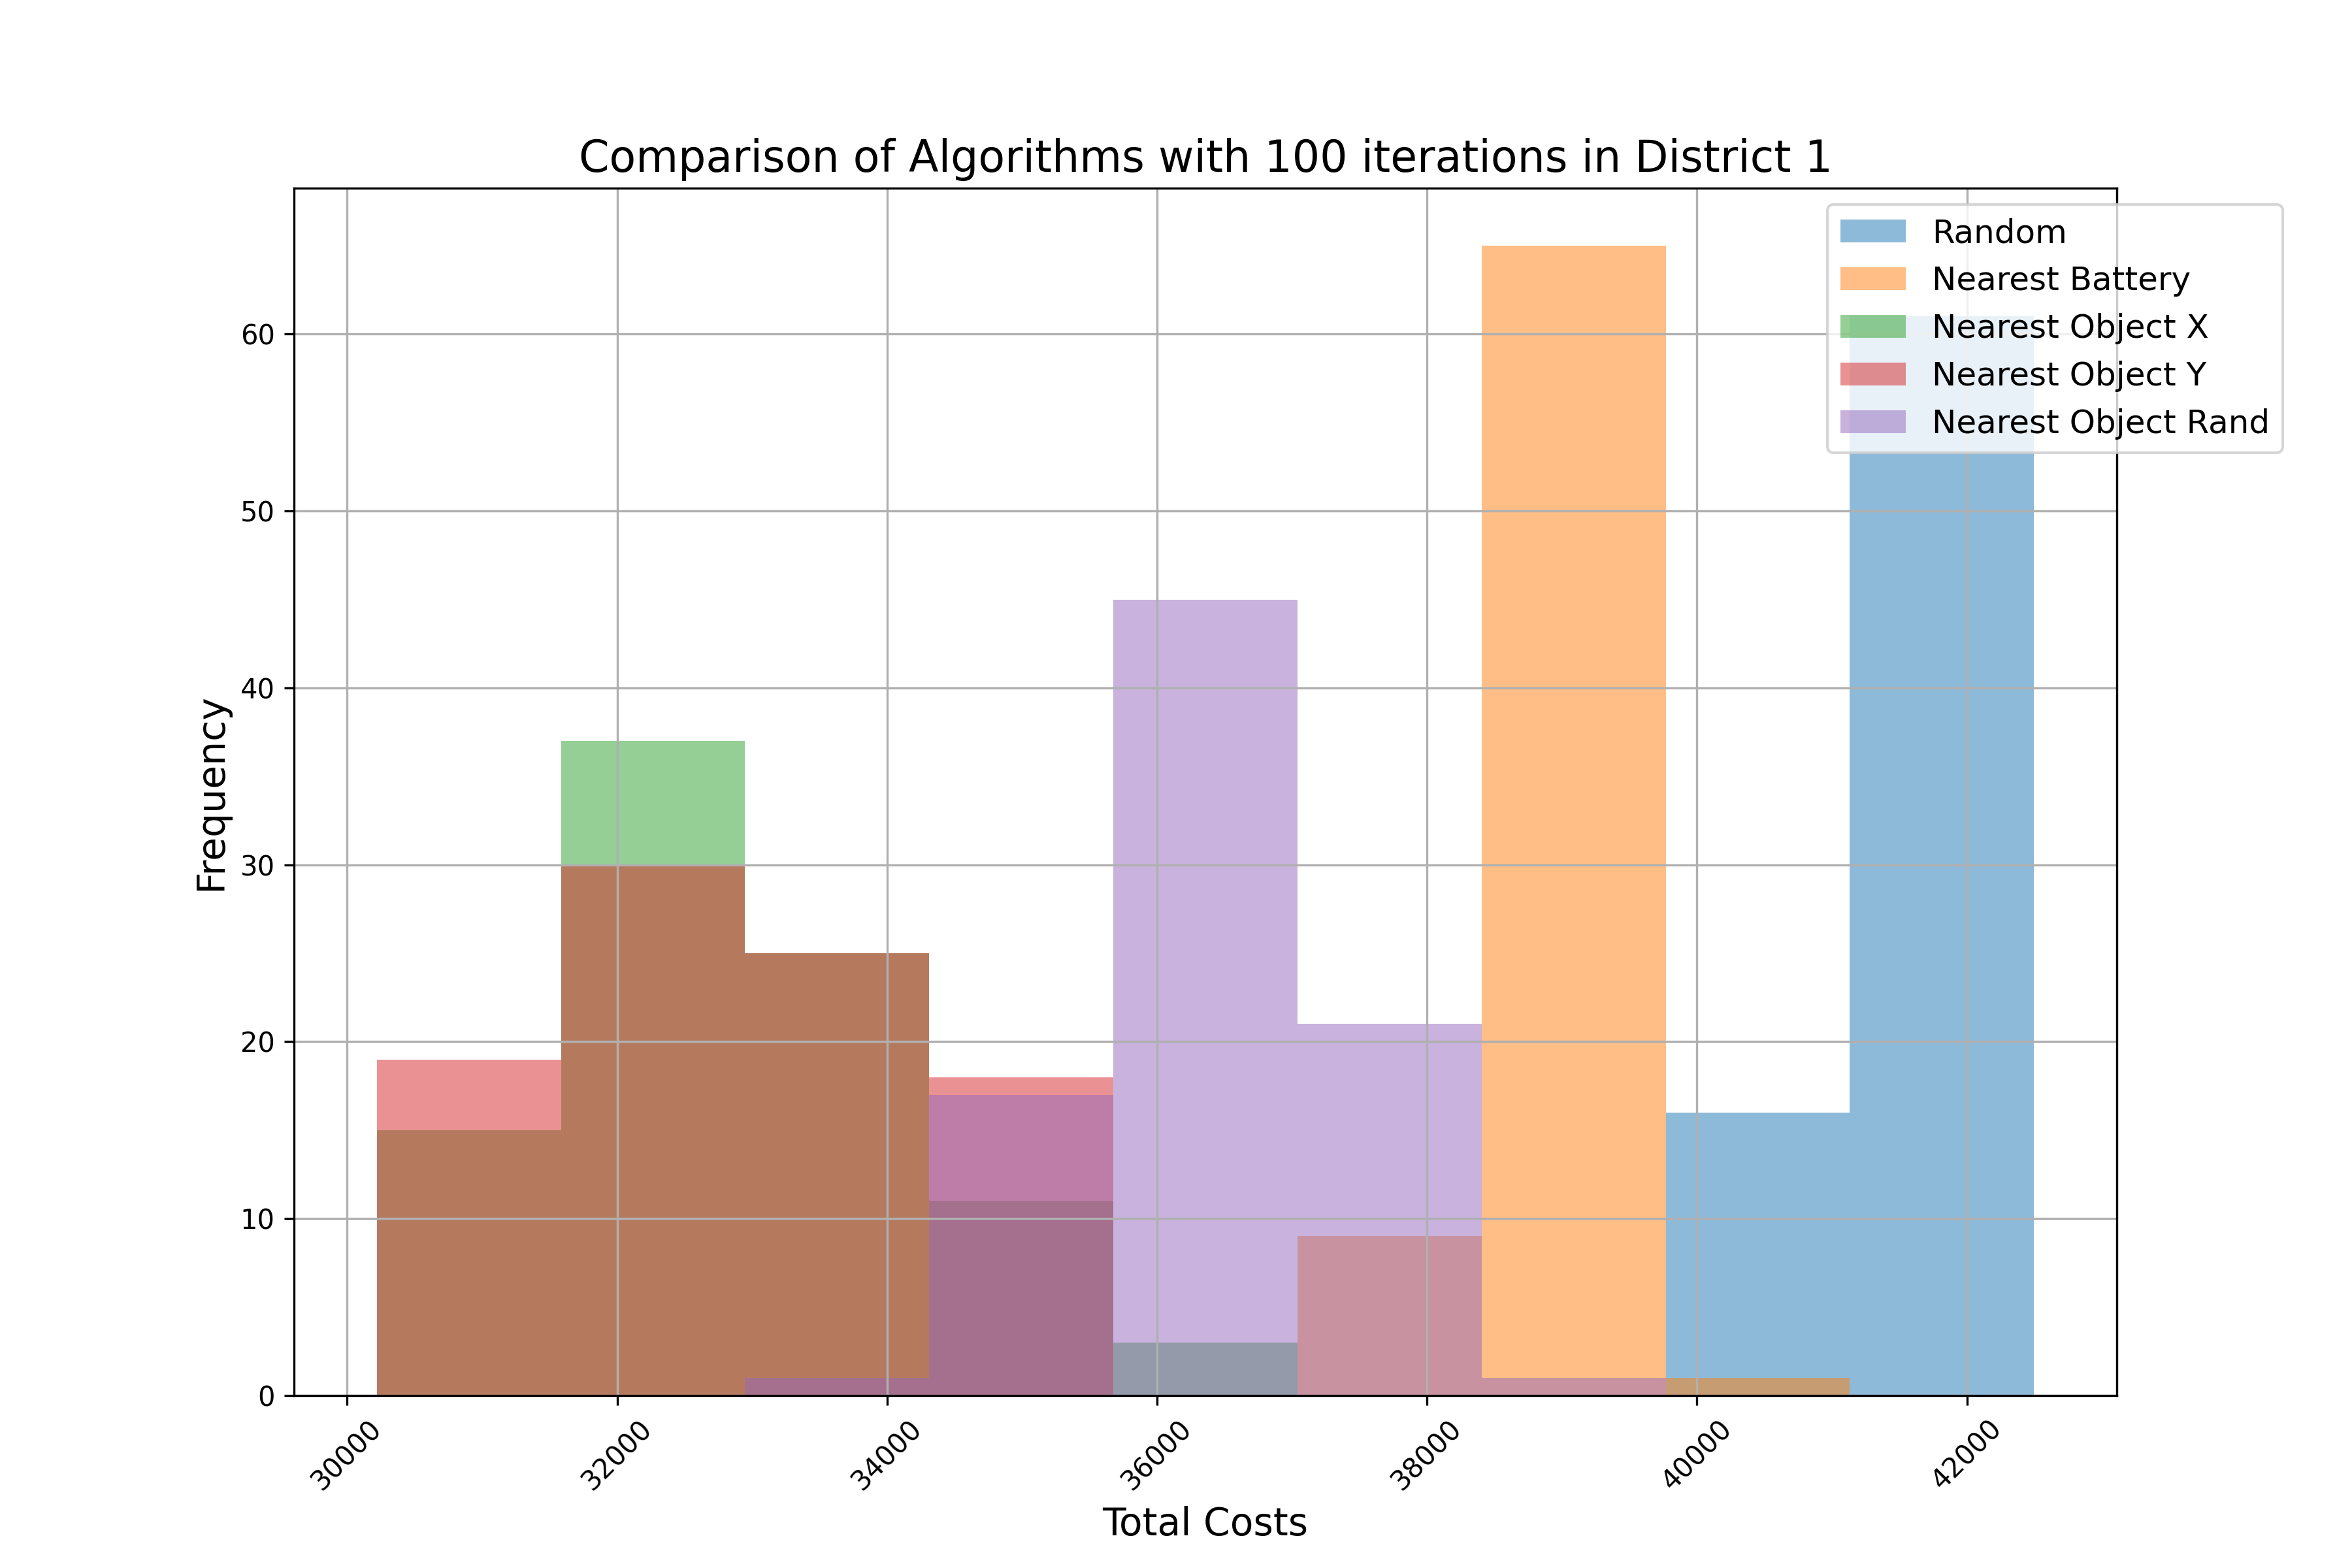 Comparison of Algorithms with 100 iterations in District 1
Random
Nearest Battery
Nearest Object X
Nearest Object Y
Nearest Object Rand
Frequency
60
50
40
30
20
10
0
30000 32000 34000 36000 38000 40000 42000
Total Costs